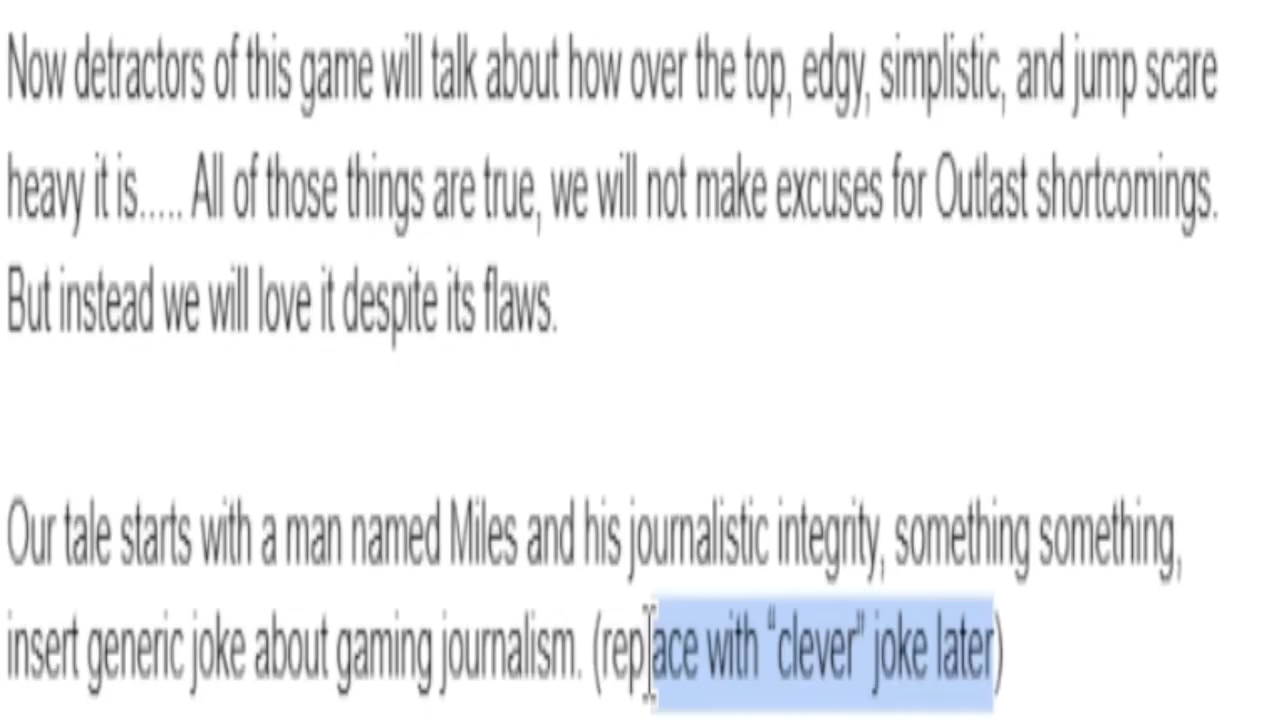 Now detractors of this game will talk about how over the top, edgy, simplistic, and jump scare
heavy it is..... All of those things are true, we will not make excuses for Outlast shortcomings.
But instead we will love it despite its flaws.
Our tale starts with a man named Miles and his journalistic integrity, something something,
insert generic joke about gaming journalism. (replace with “clever” joke later)